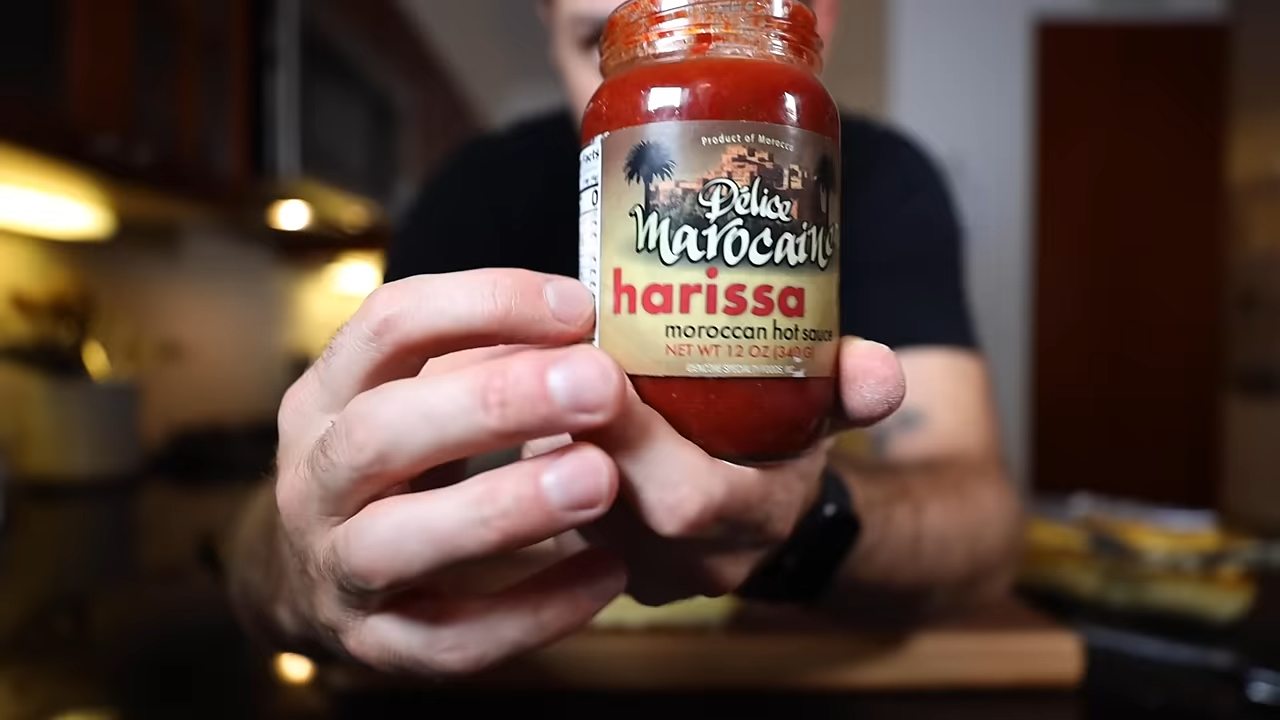 Product of Morocco
Délice
Marocaine
harissa
moroccan hot sauce
NET WT 12 OZ (340 G)